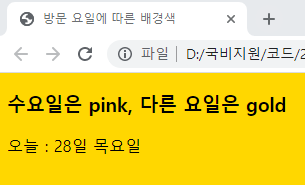 방문 요일에 따른 배경색
파일 | D:/국비지원/코드/2
수요일은 pink, 다른 요일은 gold
오늘 : 28일 목요일